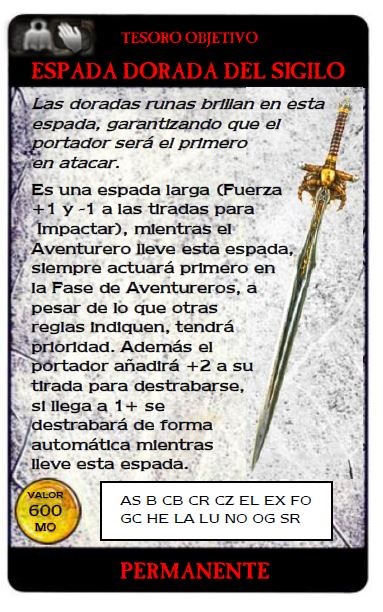 TESORO OBJETIVO
ESPADA DORADA DEL SIGILO
Las doradas runas brillan en esta
espada, garantizando que el
portador será el primero
en atacar.
Es una espada larga (Fuerza
+1 y -1 a las tiradas para
Impactar), mientras el
Aventurero lleve esta espada,
siempre actuará primero en
la Fase de Aventureros, a
pesar de lo que otras
reglas indiquen, tendrá
prioridad. Además el
portador añadirá +2 a su
tirada para destrabarse,
si llega a 1+ se
destrabará de forma
automática mientras
lleve esta espada.
VALOR
600
MO
AS B CB CR CZ EL EX FO
GC HE LA LU NO OG SR
PERMANENTE